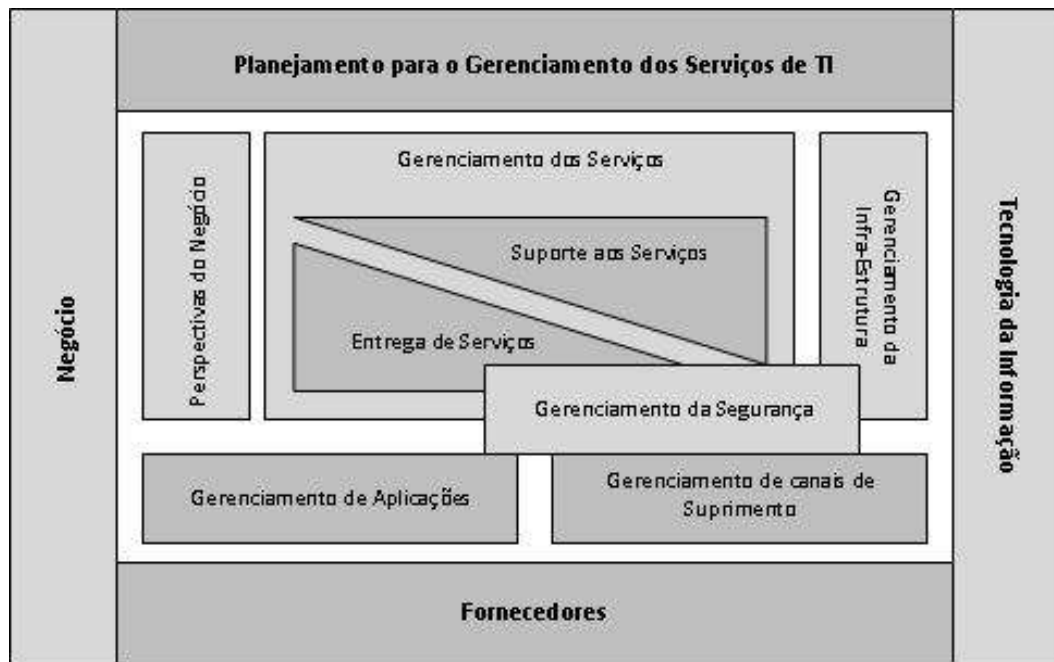 Planejamento para o Gerenciamento dos Serviços de TI
Negócio
Perspectivas do Negócio
Gerenciamento dos Serviços
Suporte aos Serviços
Entrega de Serviços
Gerenciamento da
Infra-Estrutura
Tecnologia da Informação
Gerenciamento da Segurança
Gerenciamento de Aplicações
Gerenciamento de canais de
Suprimento
Fornecedores